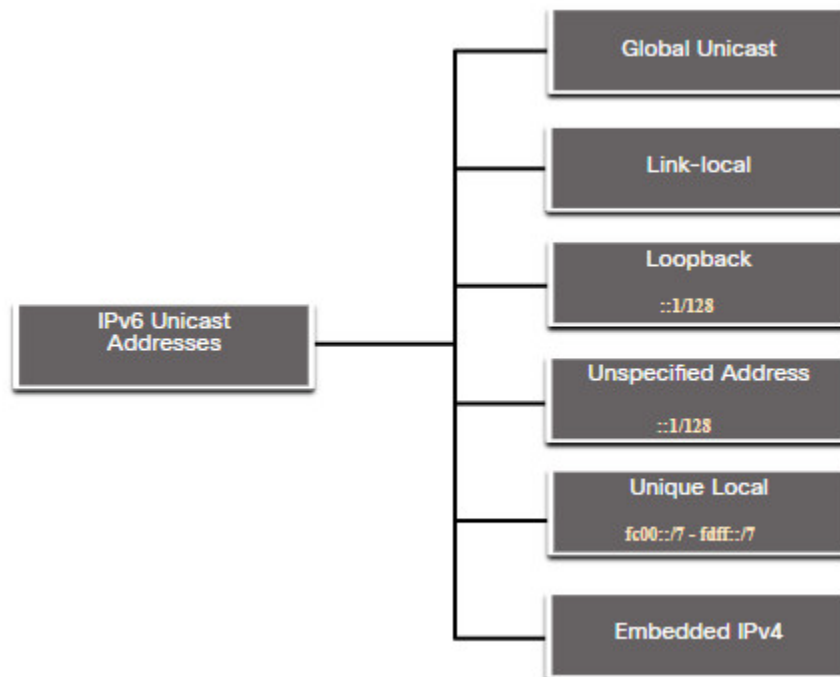 Global Unicast
Link-local
Loopback
::1/128
IPv6 Unicast
Addresses
Unspecified Address
::1/128
Unique Local
fc00::/7 - fdff::/7
Embedded IPv4